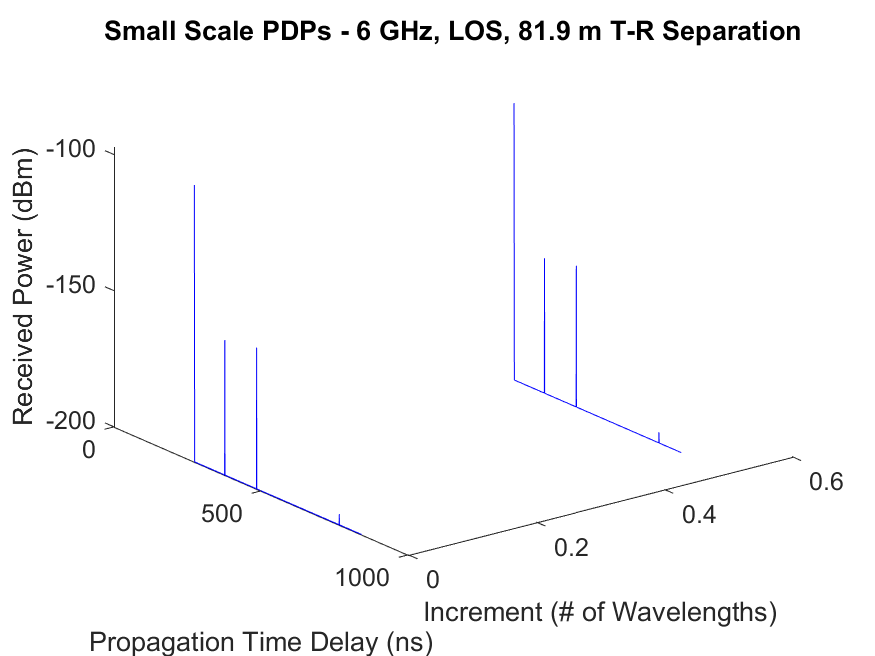 Small Scale PDPs - 6 GHz, LOS, 81.9 m T-R Separation
Received Power (dBm)
-100
-150
-200
0
500
1000
0
0.2
0.4
0.6
Increment (# of Wavelengths)
Propagation Time Delay (ns)